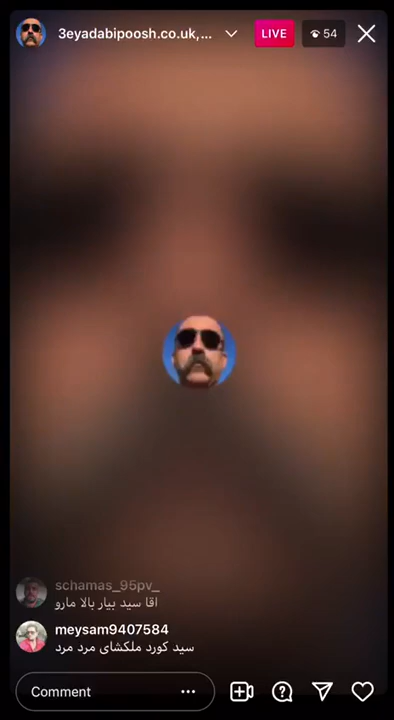 3eyadabipoosh.co.uk,...
LIVE
54
schamas_95pv_
اقا سید بیار بالا مارو
meysam9407584
سید کورد ملکشای مرد مرد
Comment